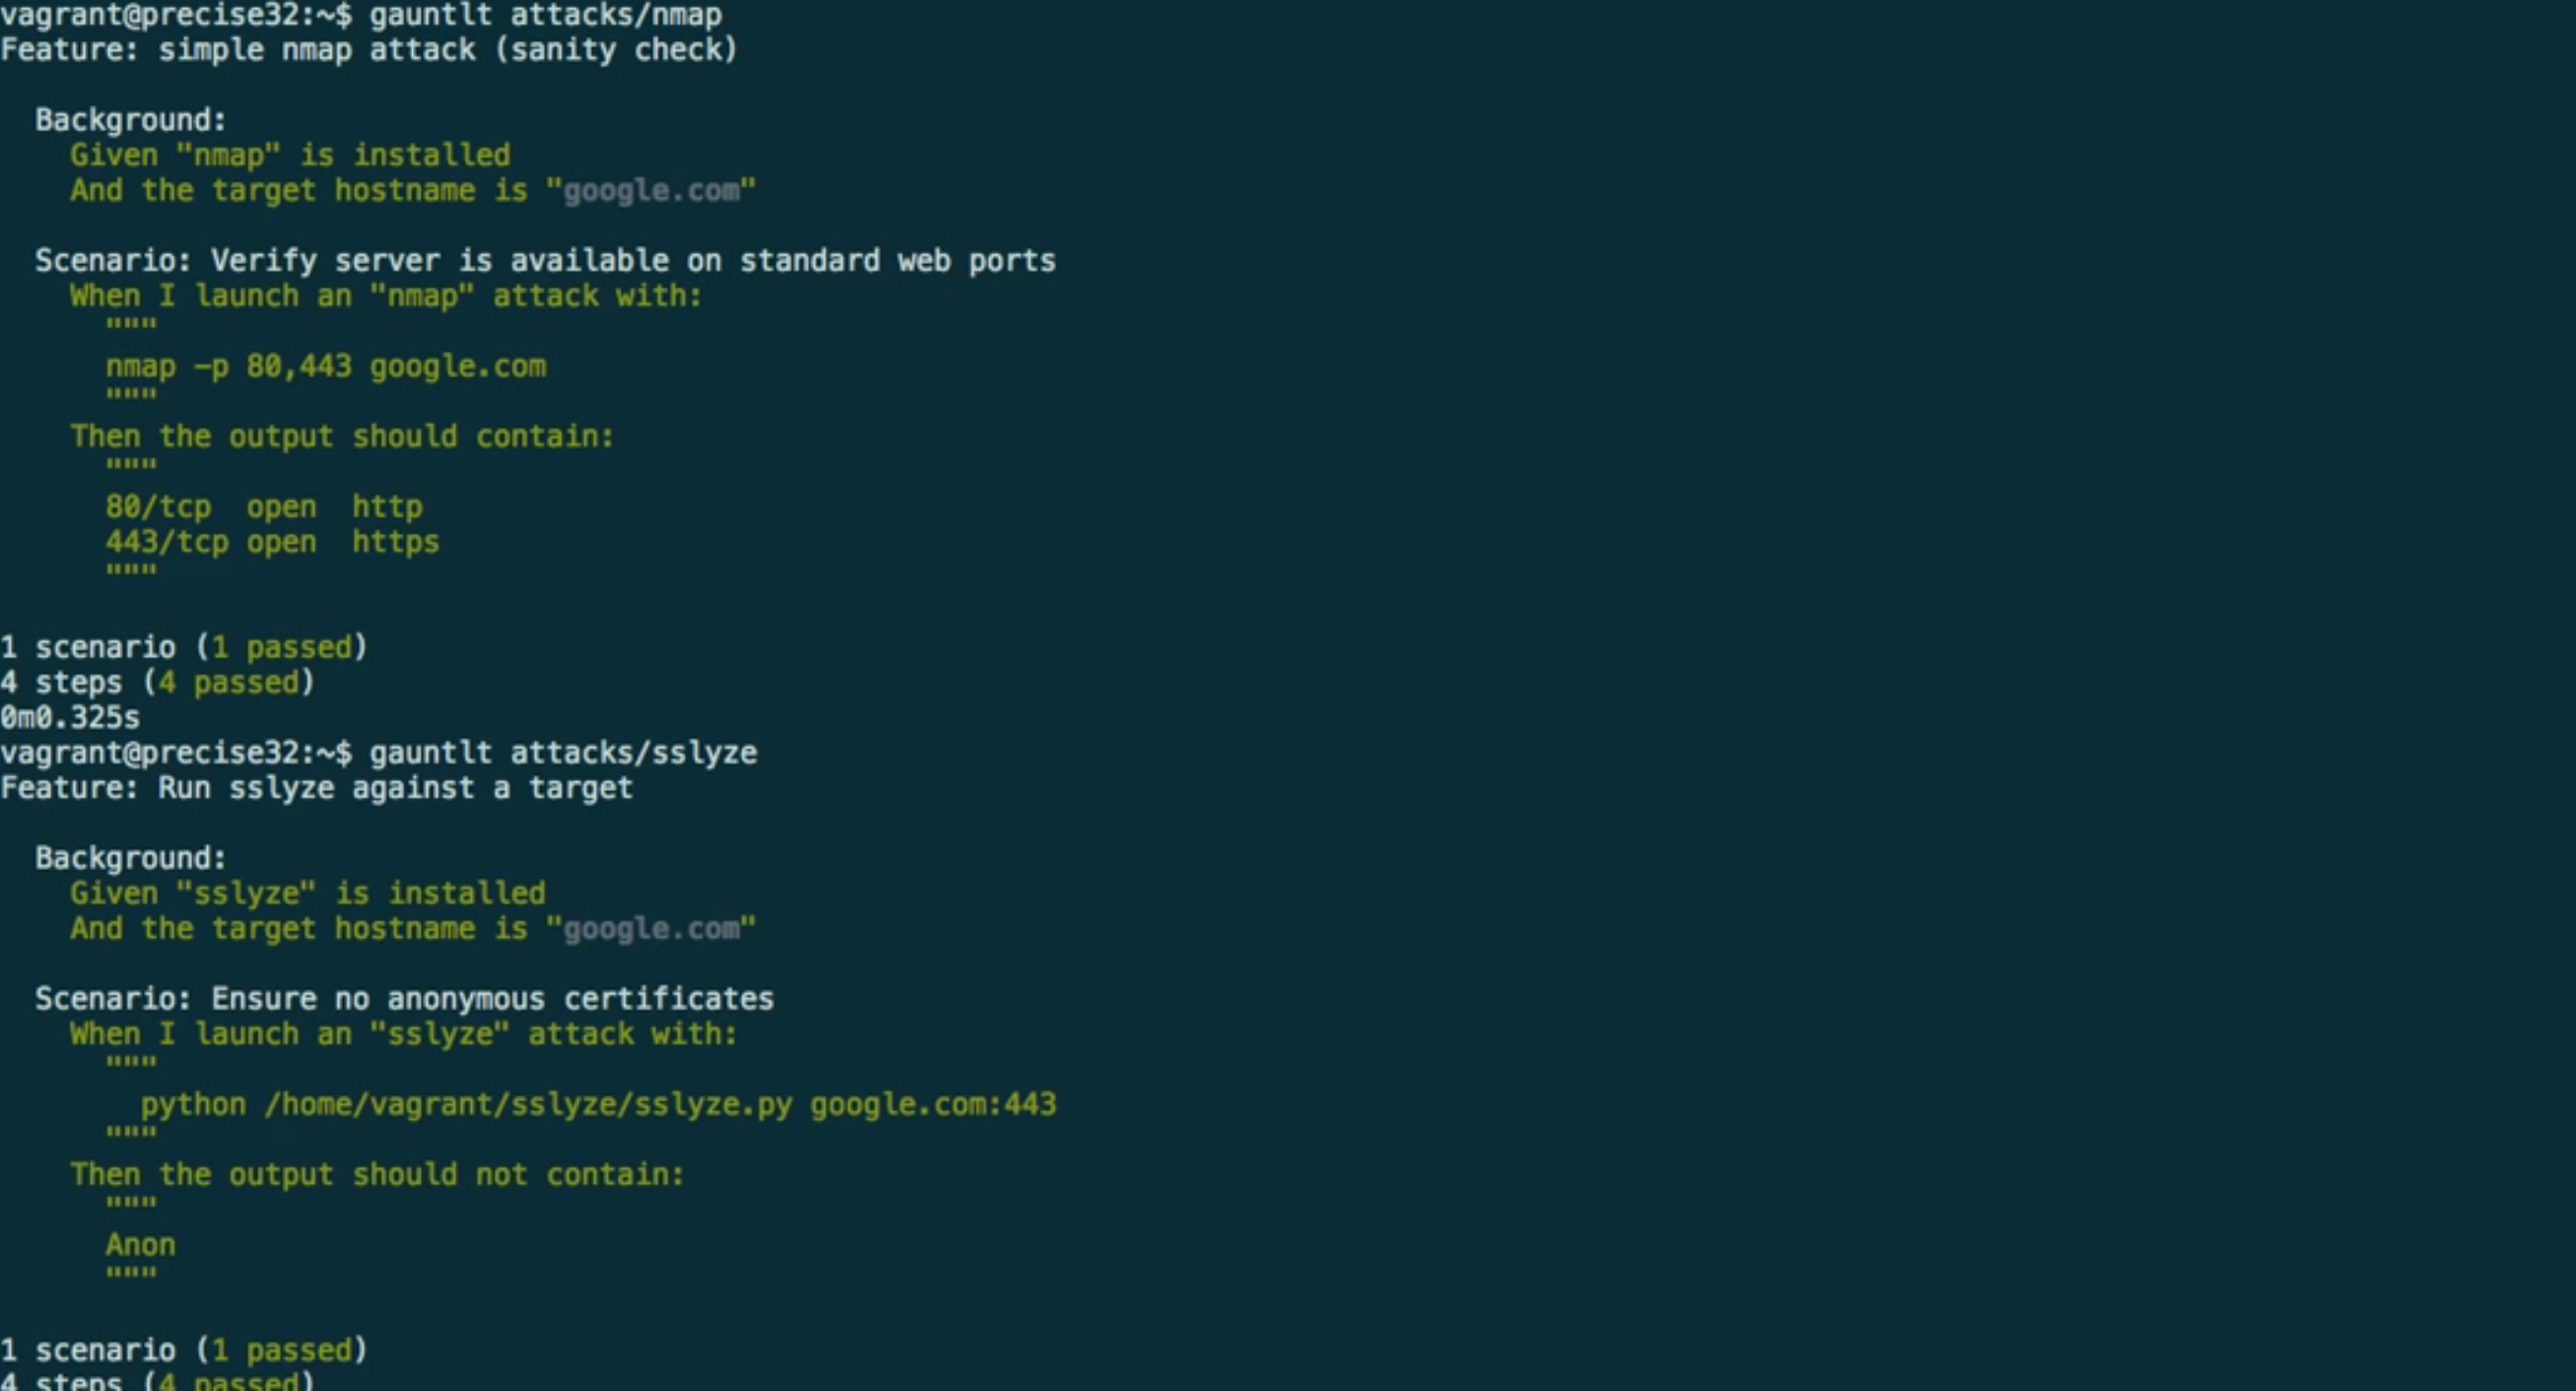 vagrant@precise32:~$ gauntlt attacks/nmap
Feature: simple nmap attack (sanity check)
Background:
Given "nmap" is installed
And the target hostname is "google.com"
Scenario: Verify server is available on standard web ports
When I launch an "nmap" attack with:
"""
nmap -p 80,443 google.com
"""
Then the output should contain:
"""
80/tcp  open  http
443/tcp open  https
"""
1 scenario (1 passed)
4 steps (4 passed)
0m0.325s
vagrant@precise32:~$ gauntlt attacks/sslyze
Feature: Run sslyze against a target
Background:
Given "sslyze" is installed
And the target hostname is "google.com"
Scenario: Ensure no anonymous certificates
When I launch an "sslyze" attack with:
"""
python /home/vagrant/sslyze/sslyze.py google.com:443
"""
Then the output should not contain:
"""
Anon
"""
1 scenario (1 passed)
4 steps (4 passed)